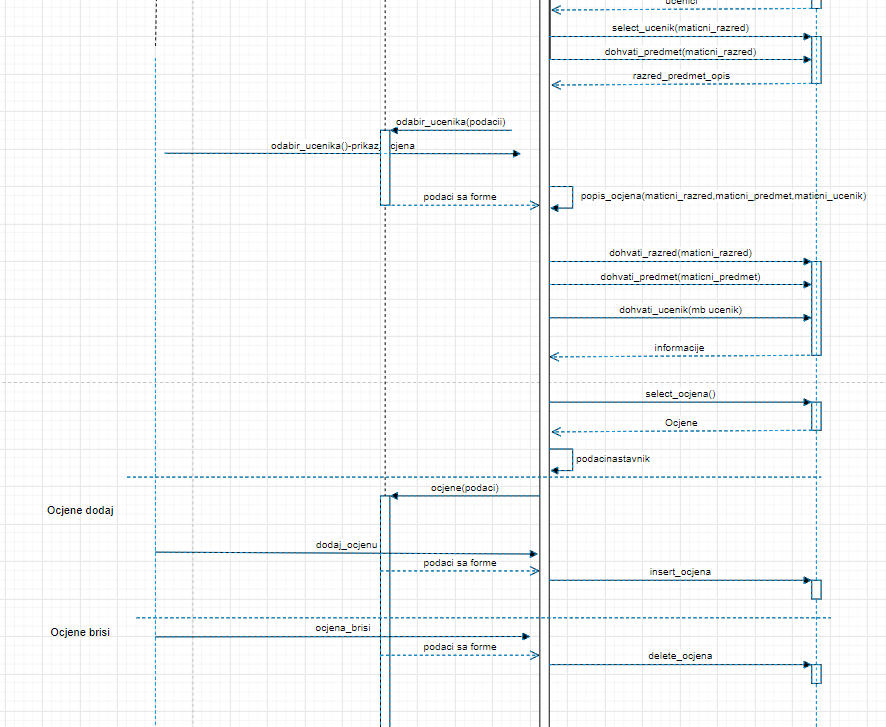 ucenici
select_ucenik(maticni_razred)
dohvati_predmet(maticni_razred)
razred_predmet_opis
odabir_ucenika(podacii)
odabir_ucenika()-prikaz ocjena
podaci sa forme
popis_ocjena(maticni_razred,maticni_predmet,maticni_ucenik)
dohvati_razred(maticni_razred)
dohvati_predmet(maticni_predmet)
dohvati_ucenik(mb ucenik)
informacije
select_ocjena()
Ocjene
podacinastavnik
ocjene(podaci)
Ocjene dodaj
dodaj_ocjenu
podaci sa forme
insert_ocjena
Ocjene brisi
ocjena_brisi
podaci sa forme
delete_ocjena